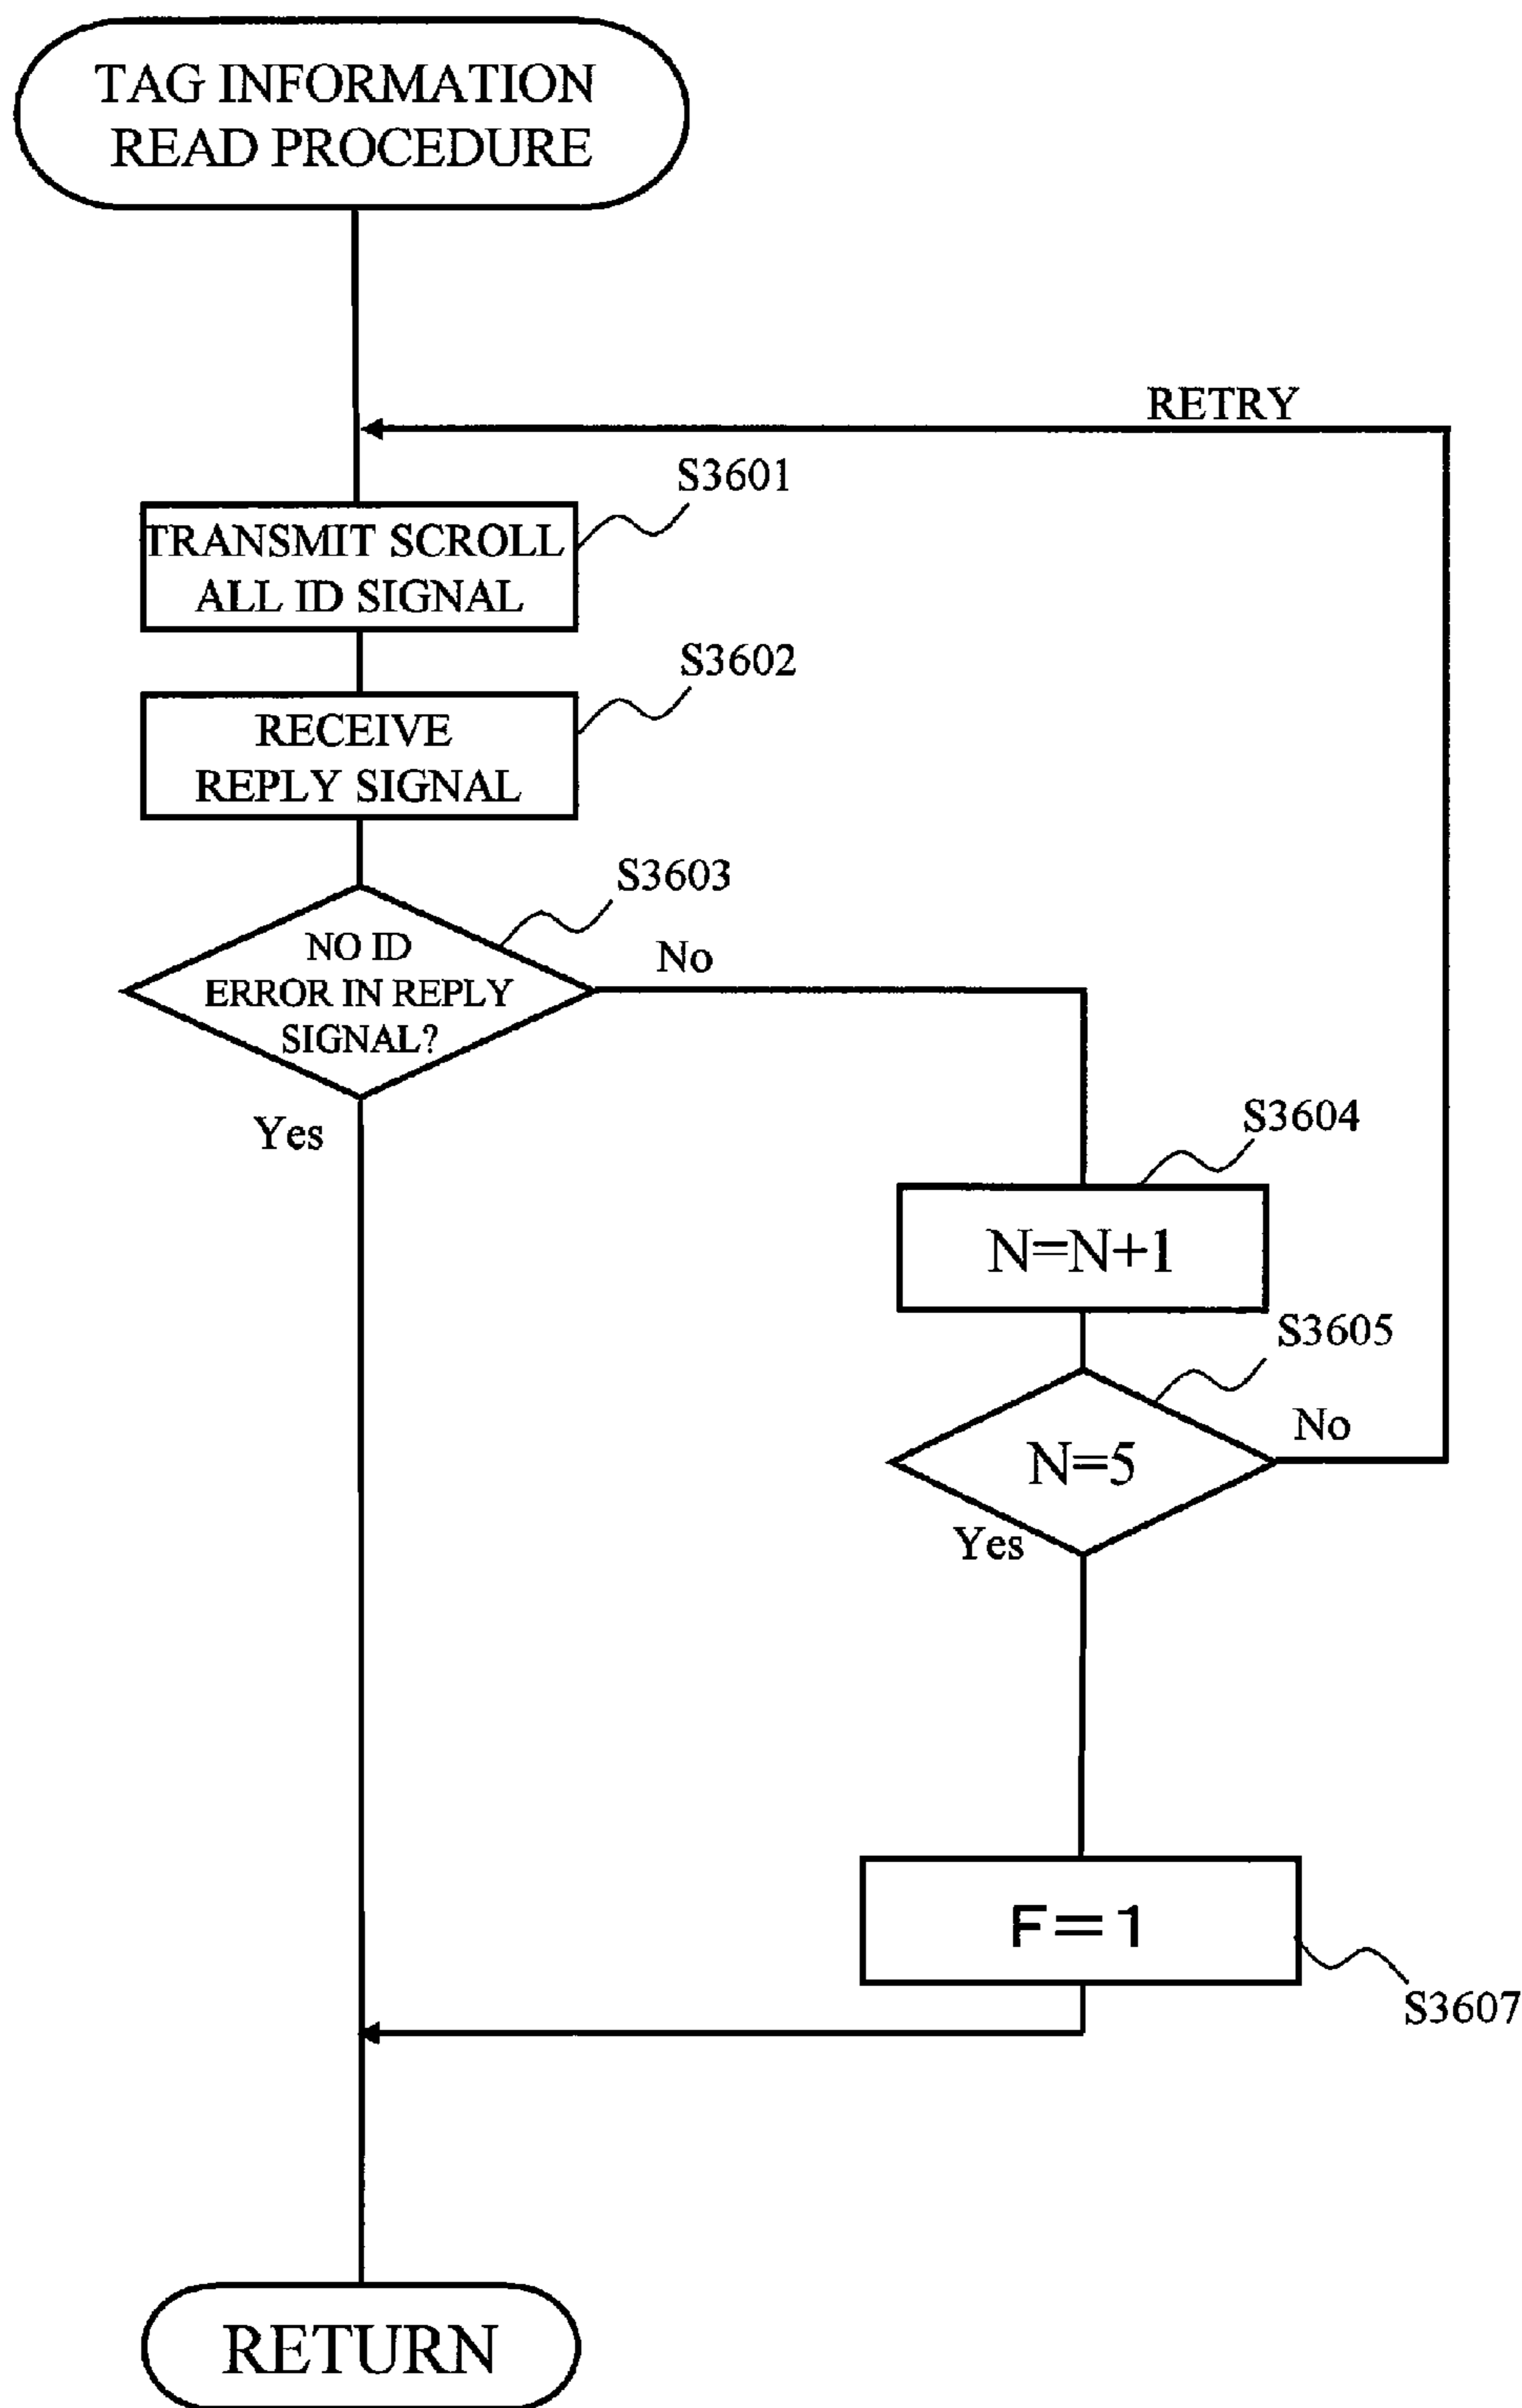 TAG INFORMATION
READ PROCEDURE
RETRY
S3601
TRANSMIT SCROLL
ALL ID SIGNAL
S3602
RECEIVE
REPLY SIGNAL
S3603
NO ID
ERROR IN REPLY
SIGNAL?
No
Yes
S3604
N=N+1
S3605
N=5
No
Yes
F=1
S3607
RETURN